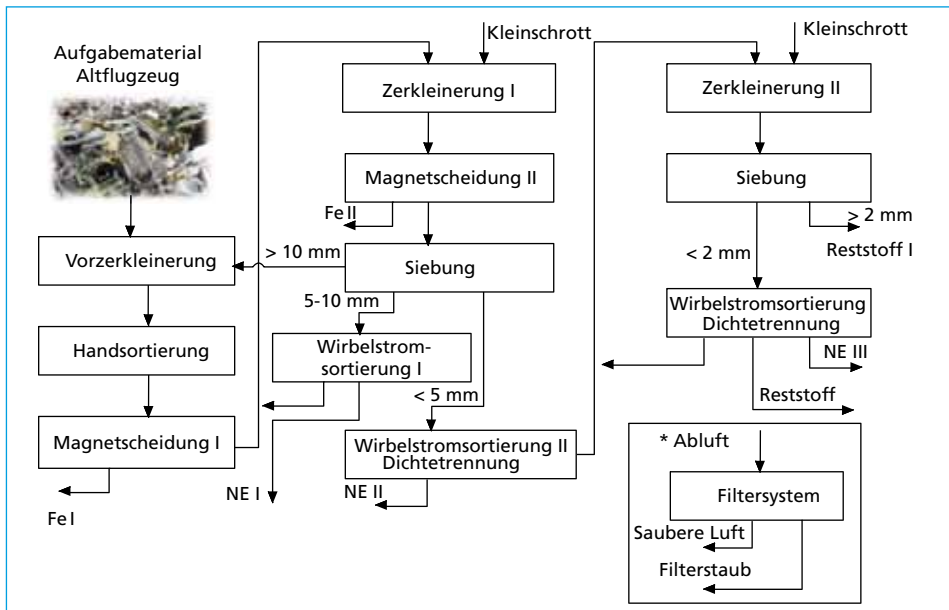 Aufgabematerial
Altflugzeug
Vorzerkleinerung
Handsortierung
Magnetscheidung I
Fe I
Kleinschrott
Zerkleinerung I
Magnetscheidung II
Fe II
Siebung
> 10 mm
5-10 mm
Wirbelstrom-
sortierung I
NE I
< 5 mm
Wirbelstromsortierung II
Dichtetrennung
NE II
Kleinschrott
Zerkleinerung II
Siebung
> 2 mm
Reststoff I
< 2 mm
Wirbelstromsortierung
Dichtetrennung
NE III
Reststoff
* Abluft
Filtersystem
Saubere Luft
Filterstaub